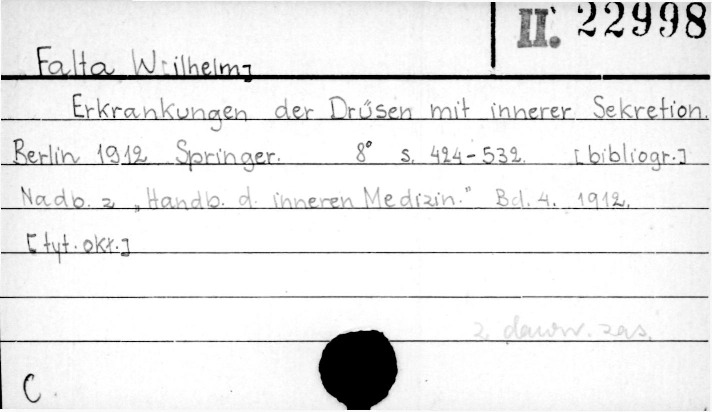 II. 22998
Falta, W[ilhelm]
Erkrankungen der Drüsen mit innerer Sekretion.
Berlin 1912 Springer. 8° s. 424-532. [bibliogr.]
Nadb. z „Handb. d. inneren Medizin." Bd. 4. 1912.
[tyt. okł.]
z dawn. zas.
C